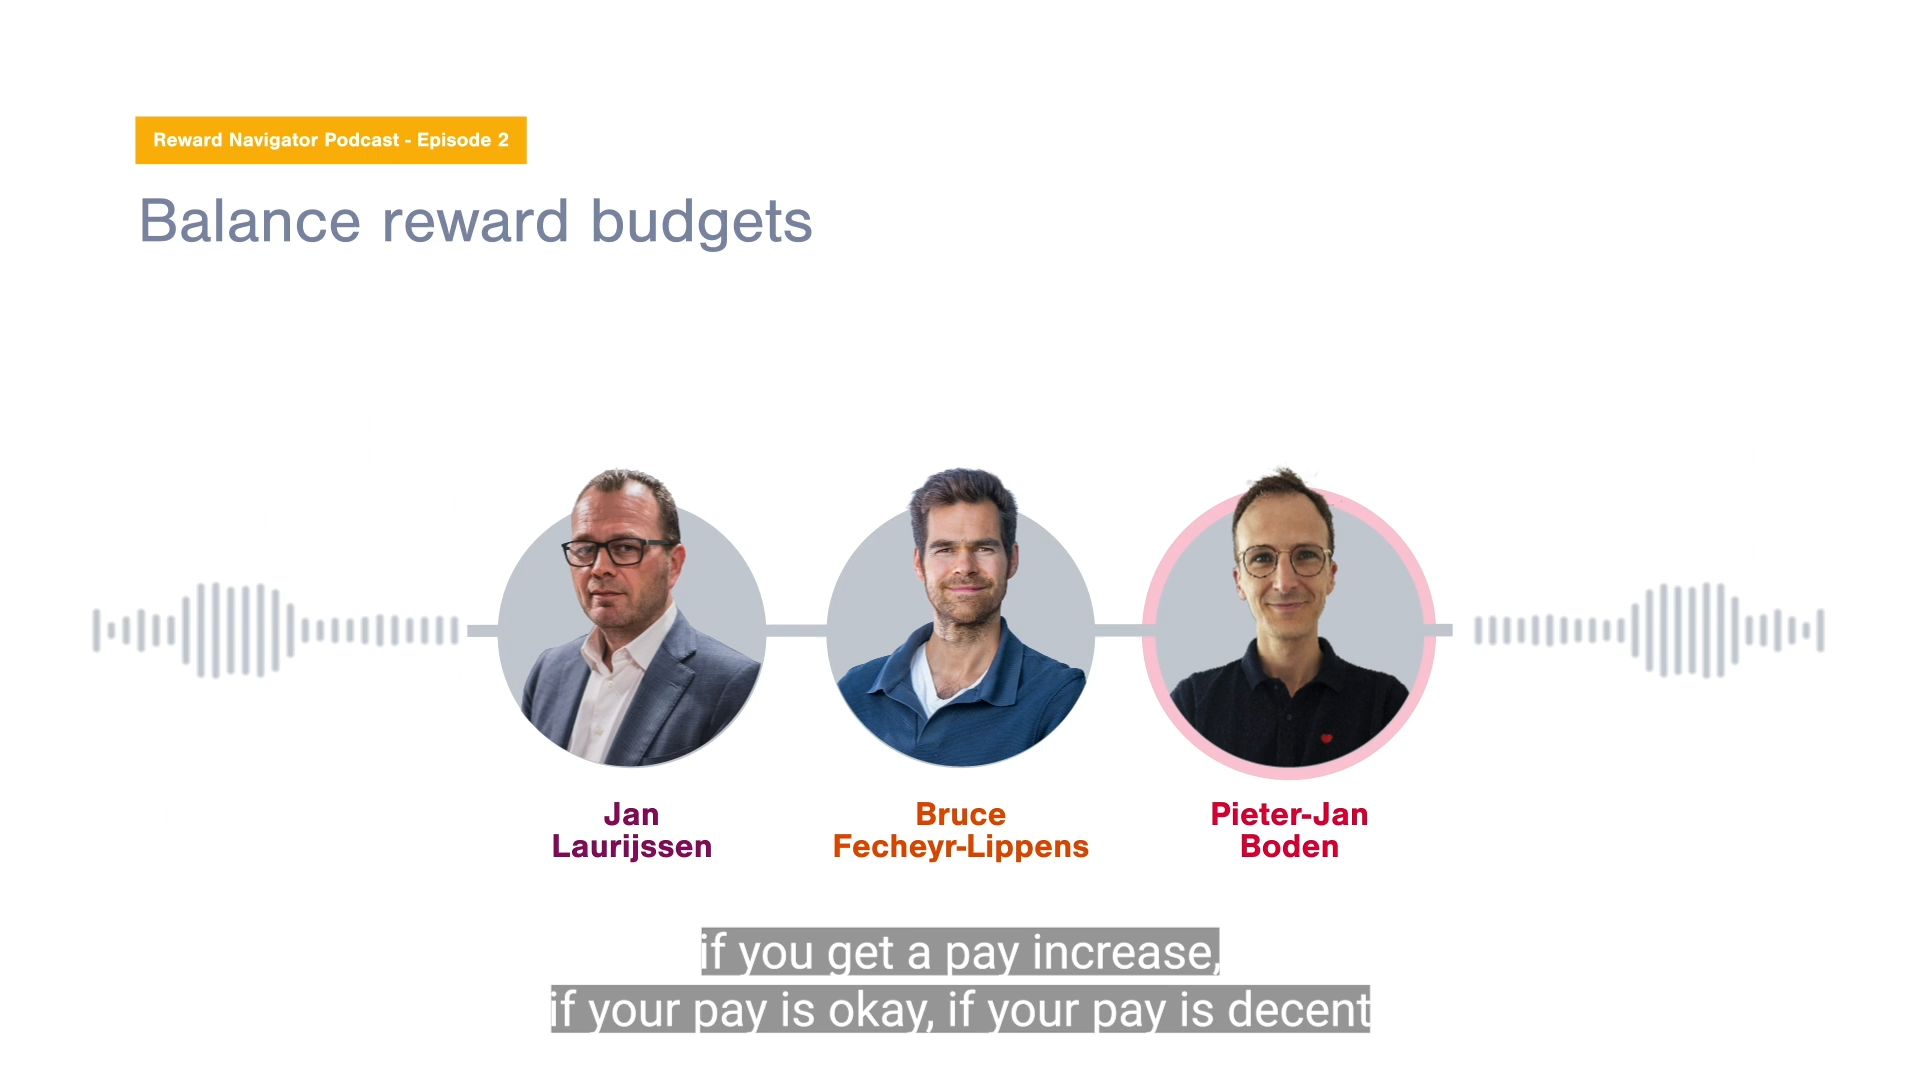 Reward Navigator Podcast - Episode 2
Balance reward budgets
Jan
Laurijssen
Bruce
Fecheyr-Lippens
Pieter-Jan
Boden
if you get a pay increase,
if your pay is okay, if your pay is decent